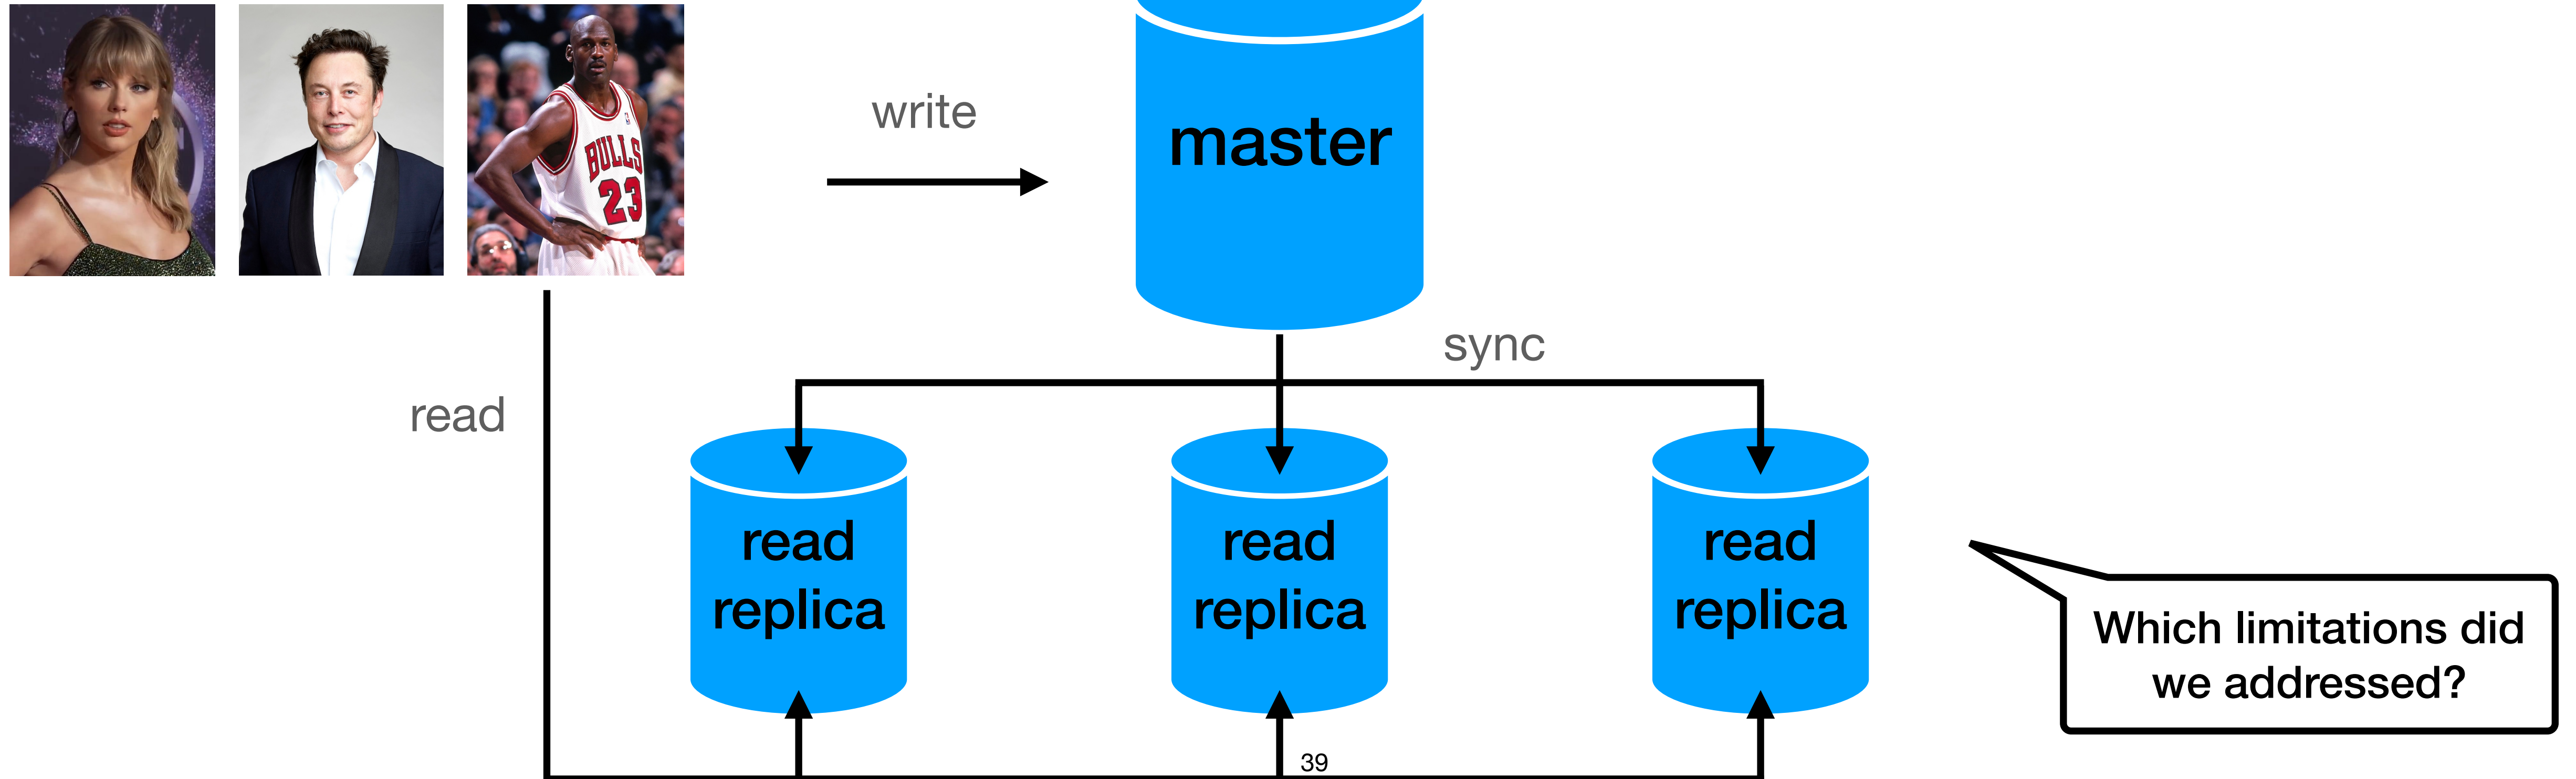 BULLS
23
write
master
sync
read
read
replica
read
replica
read
replica
Which limitations did
we addressed?
39